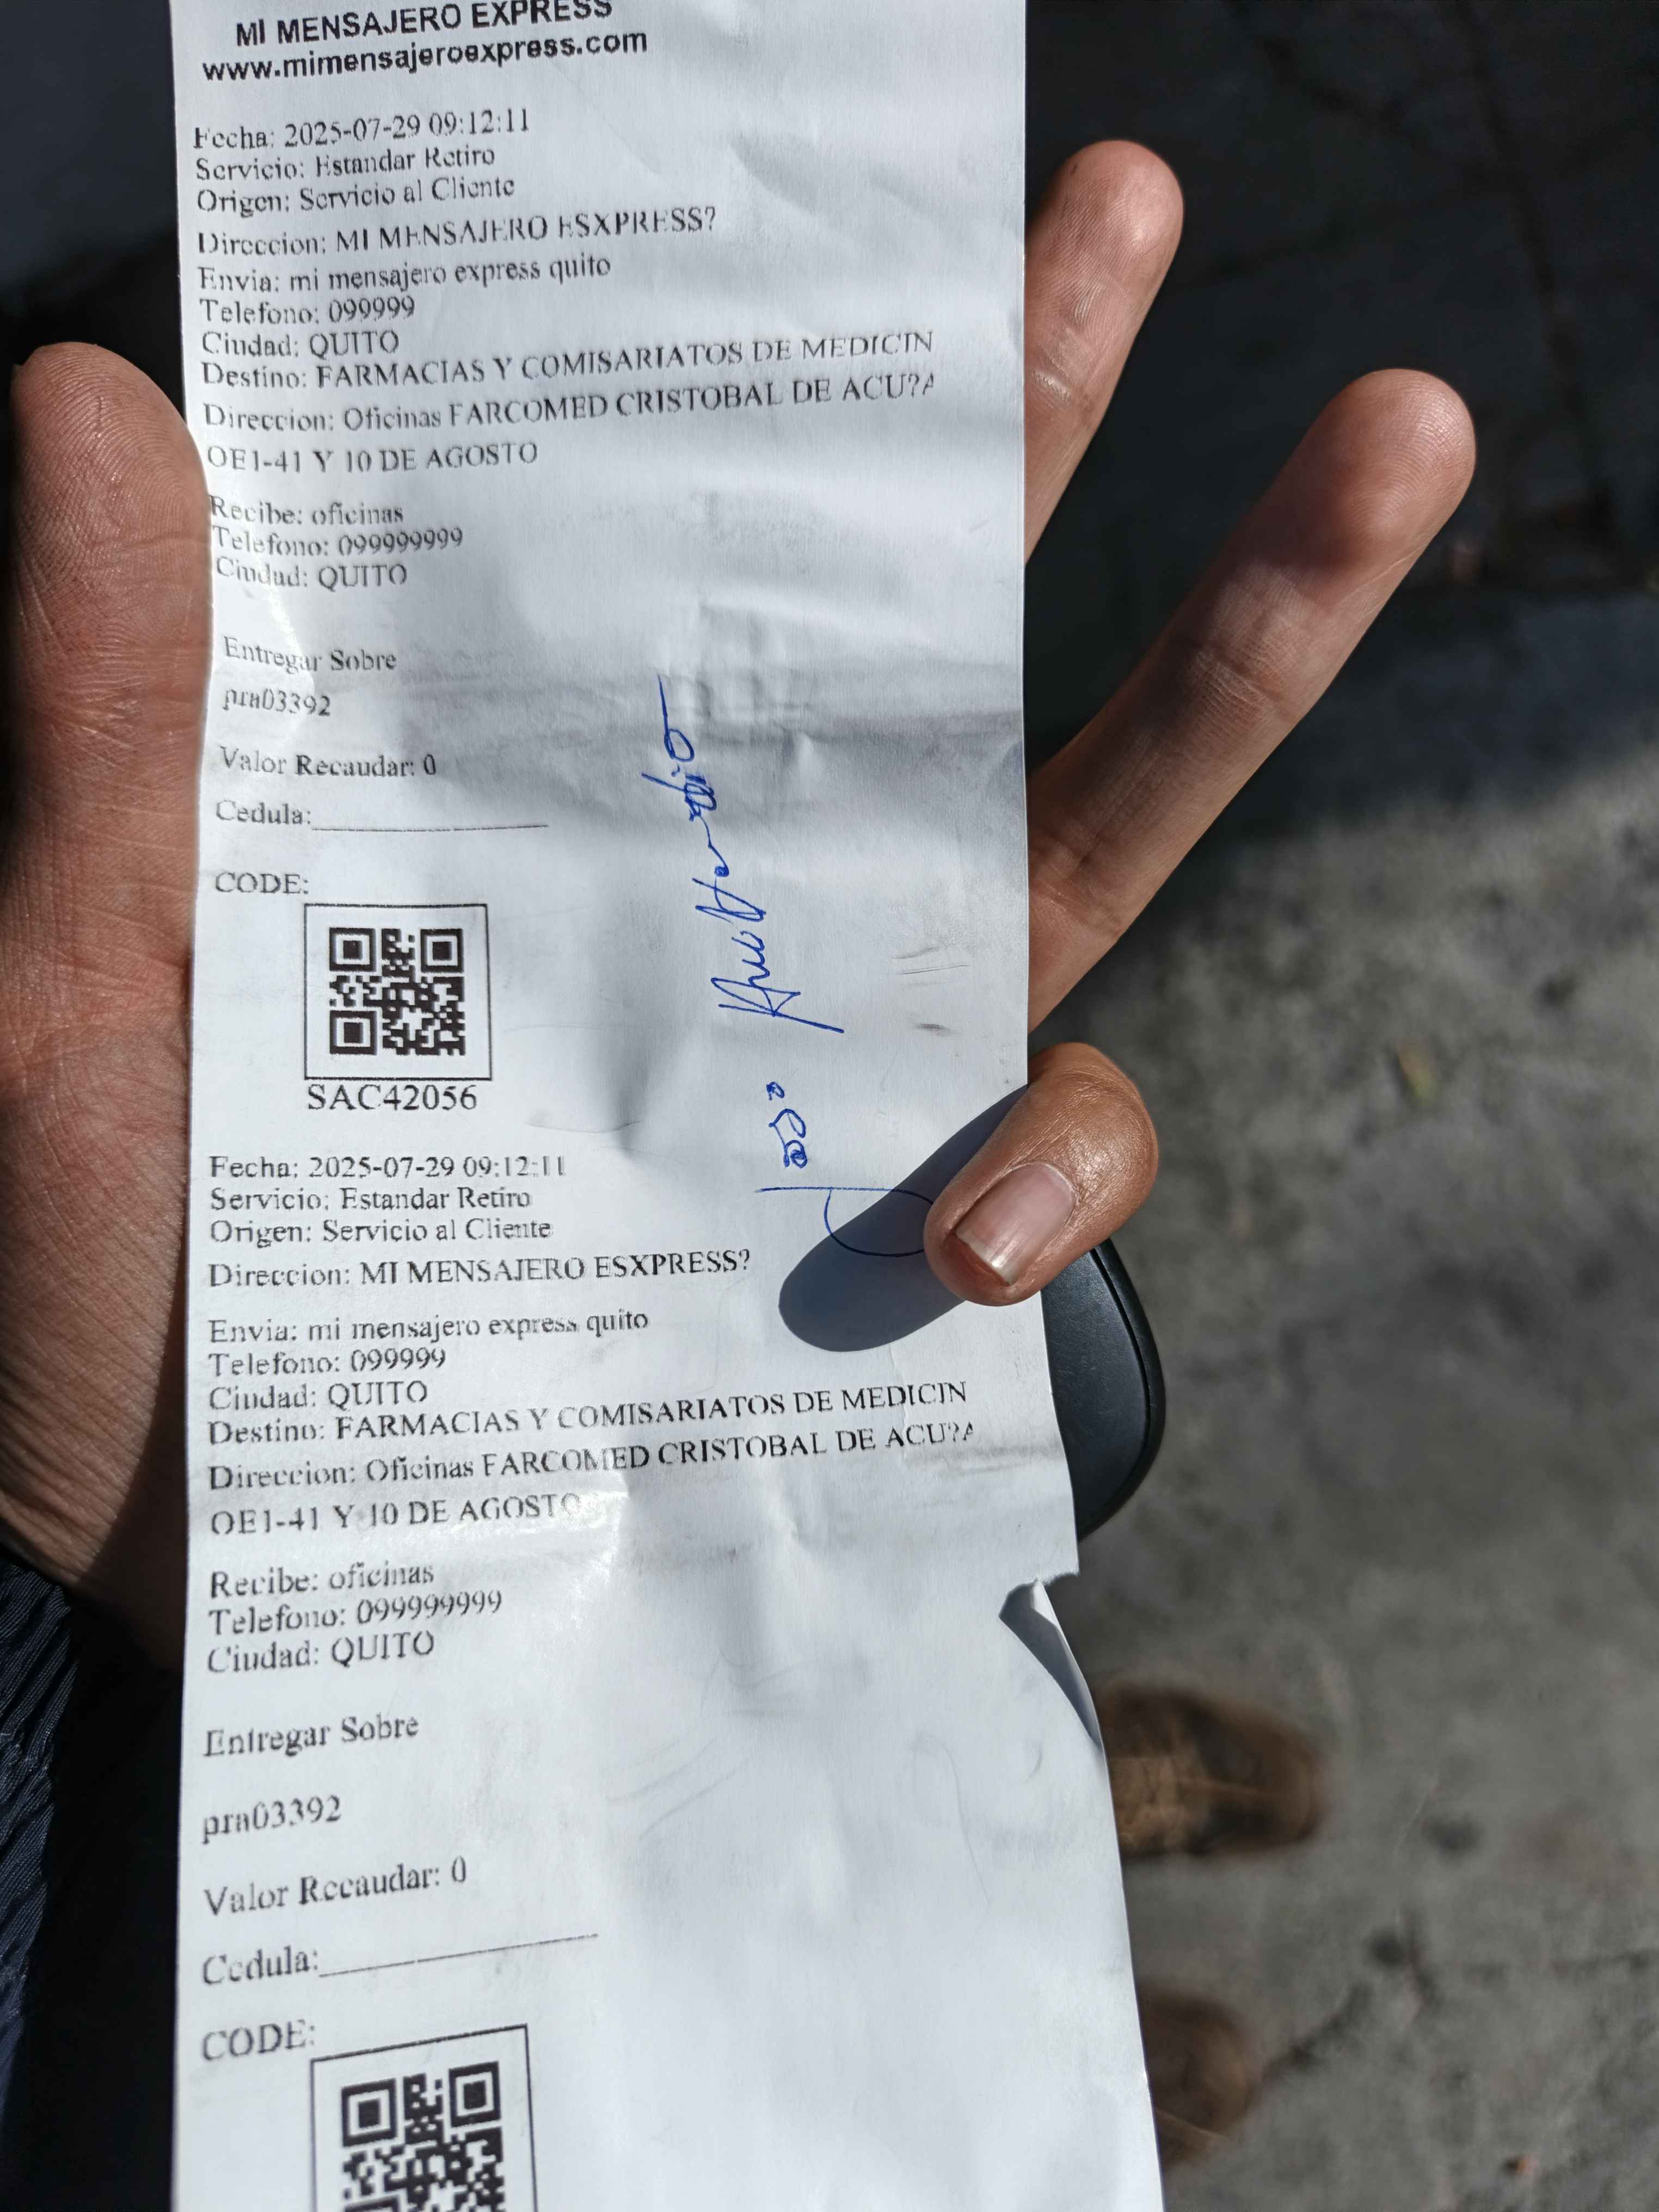 MI MENSAJERO EXPRESS
www.mimensajeroexpress.com
Fecha: 2025-07-29 09:12:11
Servicio: Estandar Retiro
Origen: Servicio al Cliente
Direccion: MI MENSAJERO ESXPRESS?
Envia: mi mensajero express quito
Telefono: 099999
Ciudad: QUITO
Destino: FARMACIAS Y COMISARIATOS DE MEDICIN
Direccion: Oficinas FARCOMED CRISTOBAL DE ACU?A
OE1-41 Y 10 DE AGOSTO
Recibe: oficinas
Telefono: 099999999
Ciudad: QUITO
Entregar Sobre
pra03392
Valor Recaudar: 0
Cedula:
CODE:
SAC42056
Fecha: 2025-07-29 09:12:11
Servicio: Estandar Retiro
Origen: Servicio al Cliente
Direccion: MI MENSAJERO ESXPRESS?
Envia: mi mensajero express quito
Telefono: 099999
Ciudad: QUITO
Destino: FARMACIAS Y COMISARIATOS DE MEDICIN
Direccion: Oficinas FARCOMED CRISTOBAL DE ACU?A
OE1-41 Y 10 DE AGOSTO
Recibe: oficinas
Telefono: 099999999
Ciudad: QUITO
Entregar Sobre
pra03392
Valor Recaudar: 0
Cedula:
CODE: